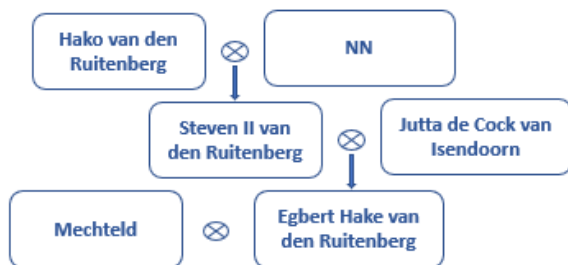 Hako van den
Ruitenberg
NN
Steven II van
den Ruitenberg
Jutta de Cock van
Isendoorn
Mechteld
Egbert Hake van
den Ruitenberg